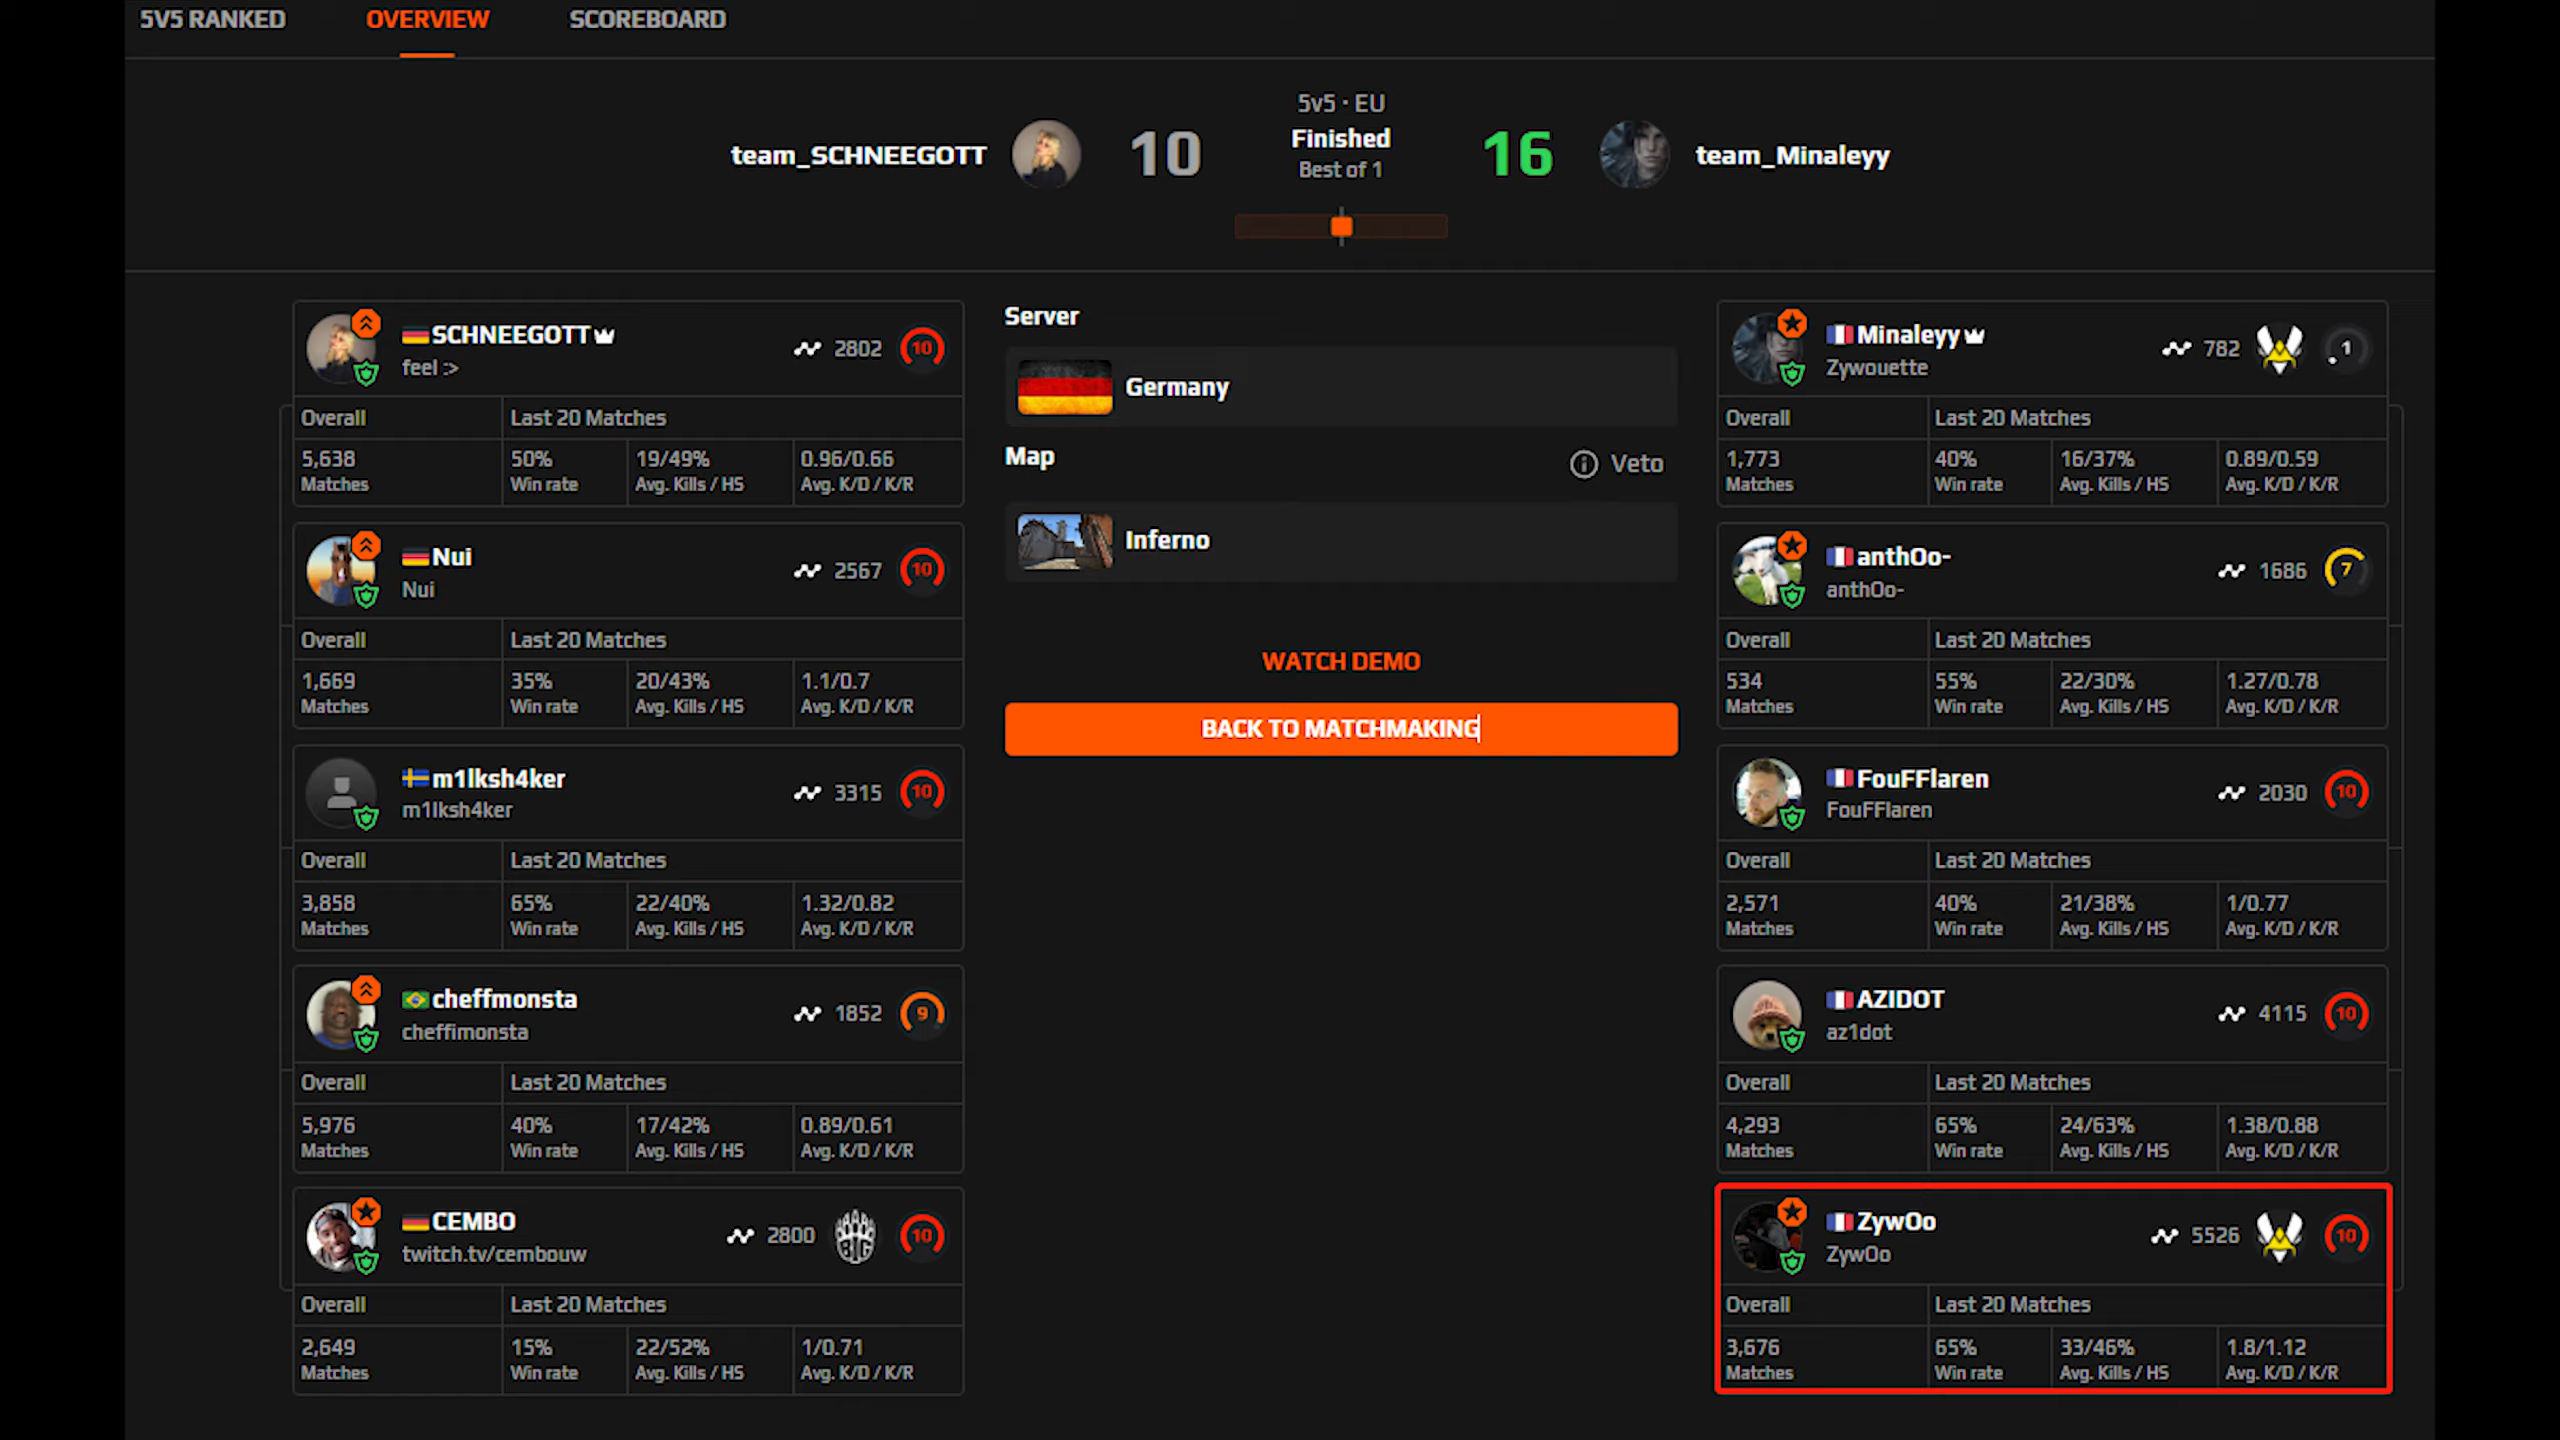 5V5 RANKED
OVERVIEW
SCOREBOARD
team_SCHNEEGOTT
10
5v5 · EU
Finished
Best of 1
16
team_Minaleyy
SCHNEEGOTT
feel :>
2802
10
Overall
Last 20 Matches
5,638
Matches
50%
Win rate
19/49%
Avg. Kills / HS
0.96/0.66
Avg. K/D / K/R
Nui
Nui
2567
10
Overall
Last 20 Matches
1,669
Matches
35%
Win rate
20/43%
Avg. Kills / HS
1.1/0.7
Avg. K/D / K/R
m1lksh4ker
m1lksh4ker
3315
10
Overall
Last 20 Matches
3,858
Matches
65%
Win rate
22/40%
Avg. Kills / HS
1.32/0.82
Avg. K/D / K/R
cheffmonsta
cheffimonsta
1852
9
Overall
Last 20 Matches
5,976
Matches
40%
Win rate
17/42%
Avg. Kills / HS
0.89/0.61
Avg. K/D / K/R
CEMBO
twitch.tv/cembouw
2800
BIG
10
Overall
Last 20 Matches
2,649
Matches
15%
Win rate
22/52%
Avg. Kills / HS
1/0.71
Avg. K/D / K/R
Server
Germany
Map
Veto
Inferno
WATCH DEMO
BACK TO MATCHMAKING
Minaleyy
Zywouette
782
1
Overall
Last 20 Matches
1,773
Matches
40%
Win rate
16/37%
Avg. Kills / HS
0.89/0.59
Avg. K/D / K/R
anthOo-
anthOo-
1686
7
Overall
Last 20 Matches
534
Matches
55%
Win rate
22/30%
Avg. Kills / HS
1.27/0.78
Avg. K/D / K/R
FouFFlaren
FouFFlaren
2030
10
Overall
Last 20 Matches
2,571
Matches
40%
Win rate
21/38%
Avg. Kills / HS
1/0.77
Avg. K/D / K/R
AZIDOT
az1dot
4115
10
Overall
Last 20 Matches
4,293
Matches
65%
Win rate
24/63%
Avg. Kills / HS
1.38/0.88
Avg. K/D / K/R
ZywOo
ZywOo
5526
10
Overall
Last 20 Matches
3,676
Matches
65%
Win rate
33/46%
Avg. Kills / HS
1.8/1.12
Avg. K/D / K/R